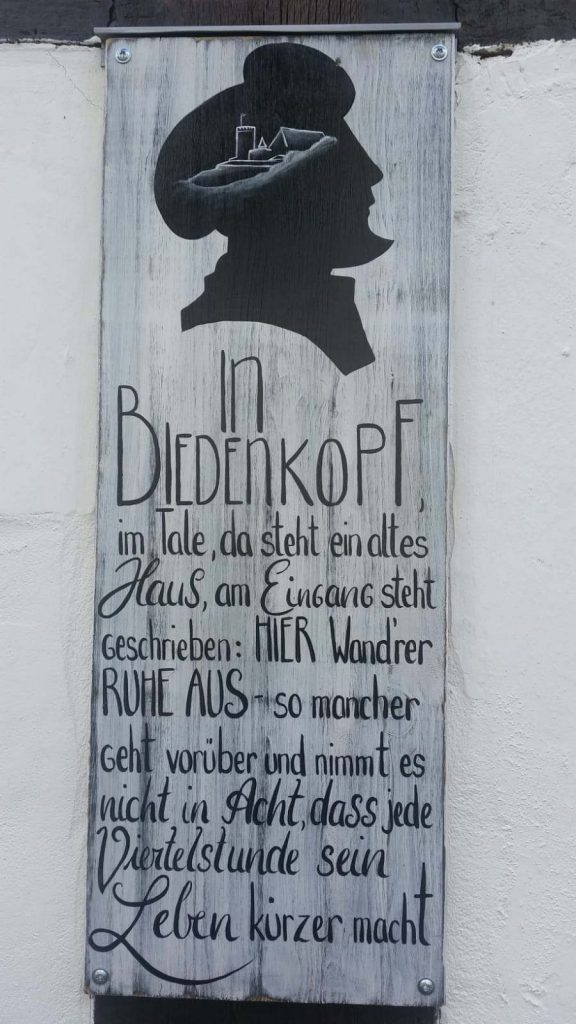 In
BIEDENKOPF,
im Tale, da steht ein altes
Haus, am Eingang steht
geschrieben: HIER Wand'rer
RUHE AUS - so mancher
geht vorüber und nimmt es
nicht in Acht, dass jede
Viertelstunde sein
Leben kürzer macht